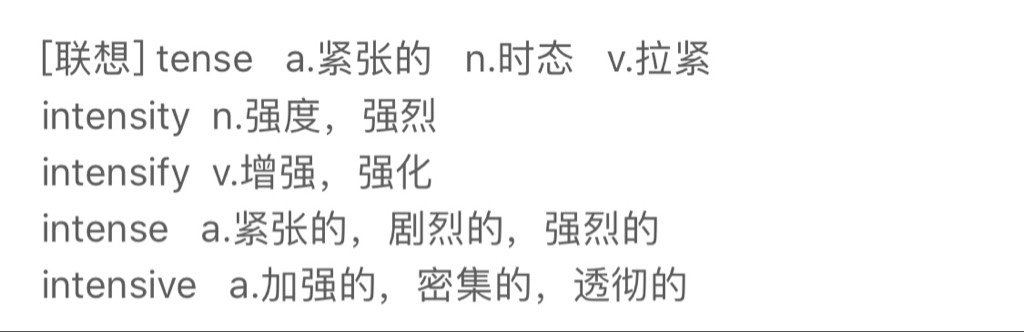 [联想] tense a.紧张的 n.时态 v.拉紧
intensity n.强度，强烈
intensify v.增强，强化
intense a.紧张的，剧烈的，强烈的
intensive a.加强的，密集的，透彻的